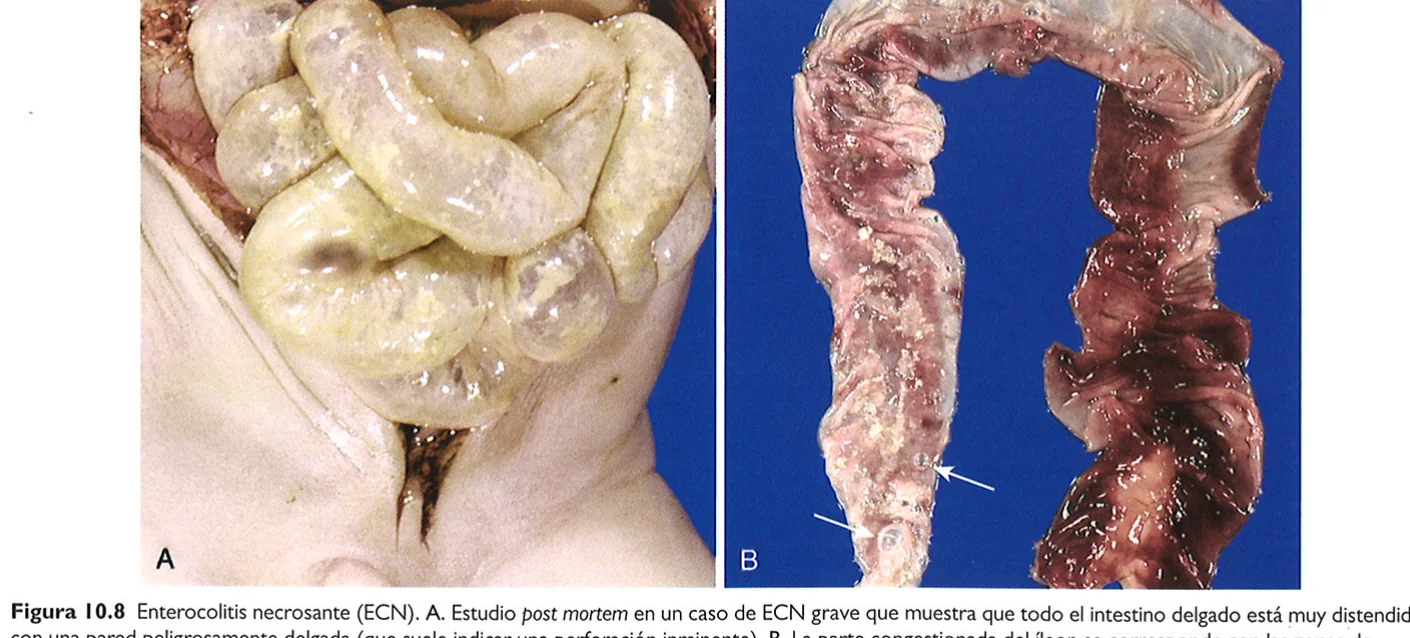 A
B
Figura 10.8 Enterocolitis necrosante (ECN). A. Estudio post mortem en un caso de ECN grave que muestra que todo el intestino delgado está muy distendid
con una pared peligrosamente delgada (que suele indicar una perforación inminente). B. La parte congestionada del íleon se corresponde con